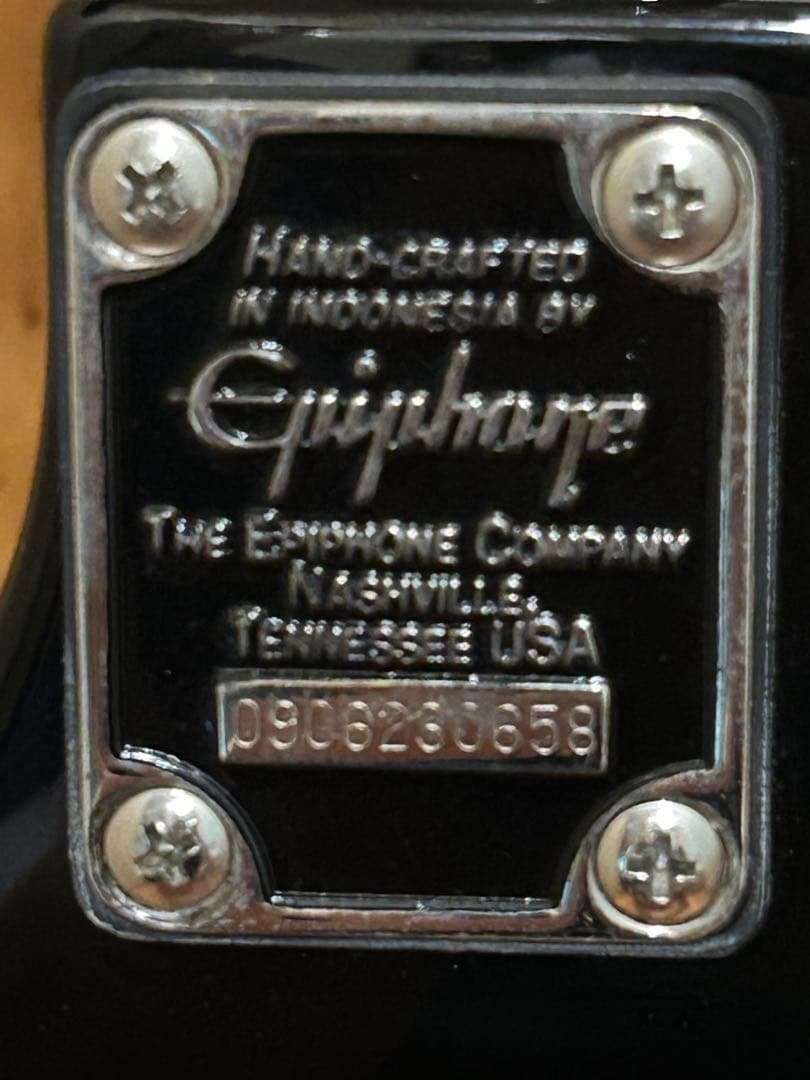 HAND-CRAFTED
IN INDONESIA BY
Epiphone
THE EPIPHONE COMPANY
NASHVILLE,
TENNESSEE USA
0906230658